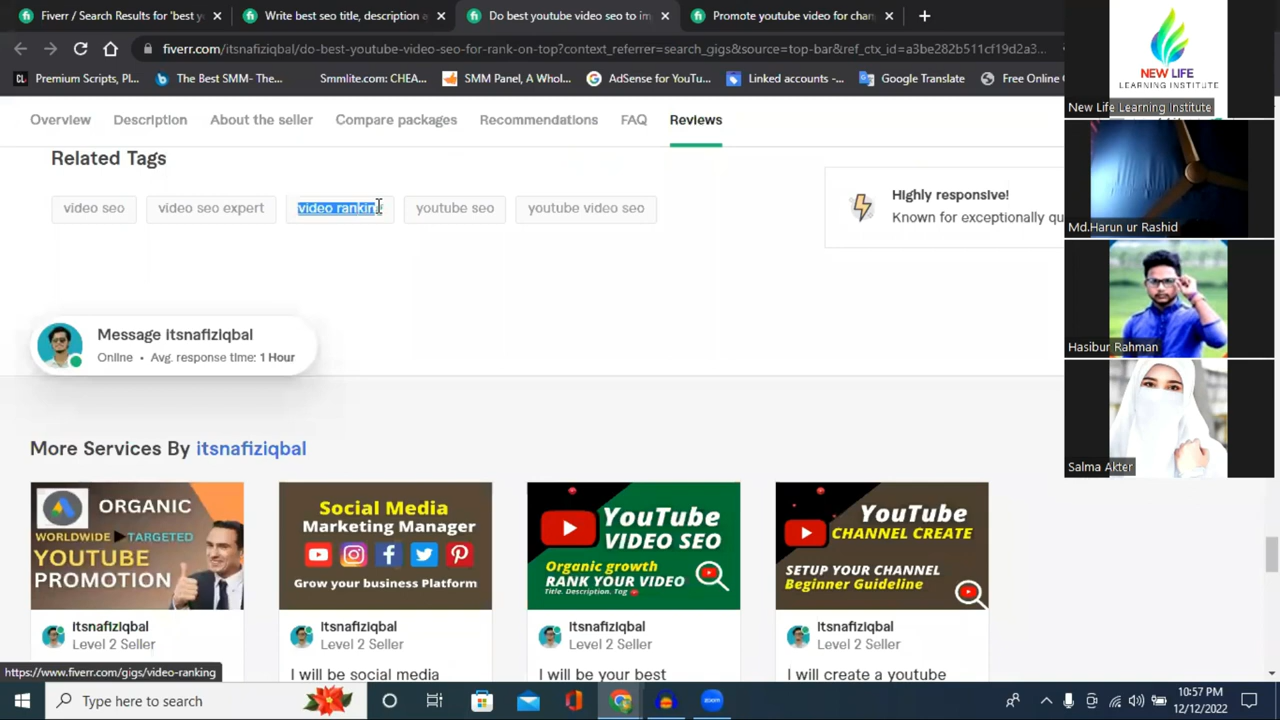 Fiverr / Search Results for 'best y
Write best seo title, description a
Do best youtube video seo to im
Promote youtube video for chan
fiverr.com/itsnafiziqbal/do-best-youtube-video-seo-for-rank-on-top?context_referrer=search_gigs&source=top-bar&ref_ctx_id=a3be282b511cf19d2a3...
Premium Scripts, Pl...
The Best SMM- The...
Smmlite.com: CHEA...
Panel, A Whol...
AdSense for YouTu...
Linked accounts -...
Google Translate
Free Online
Overview
Description
About the seller
Compare packages
Recommendations
FAQ
Reviews
Related Tags
video seo
video seo expert
video ranking
youtube seo
youtube video seo
Highly responsive!
Known for exceptionally qu
Message itsnafiziqbal
Online • Avg. response time: 1 Hour
More Services By itsnafiziqbal
ORGANIC
WORLDWIDE TARGETED
YOUTUBE
PROMOTION
Social Media
Marketing Manager
Grow your business Platform
YouTube
VIDEO SEO
Organic growth
RANK YOUR VIDEO
Title. Description. Tag
YouTube
CHANNEL CREATE
SETUP YOUR CHANNEL
Beginner Guideline
itsnafiziqbal
Level 2 Seller
itsnafiziqbal
Level 2 Seller
itsnafiziqbal
Level 2 Seller
itsnafiziqbal
Level 2 Seller
I will be social media
I will be your best
I will create a youtube
https://www.fiverr.com/gigs/video-ranking
Type here to search
zoom
10:57 PM
12/12/2022
NEW LIFE
LEARNING INSTITUTE
New Life Learning Institute
Md.Harun ur Rashid
Hasibur Rahman
Salma Akter